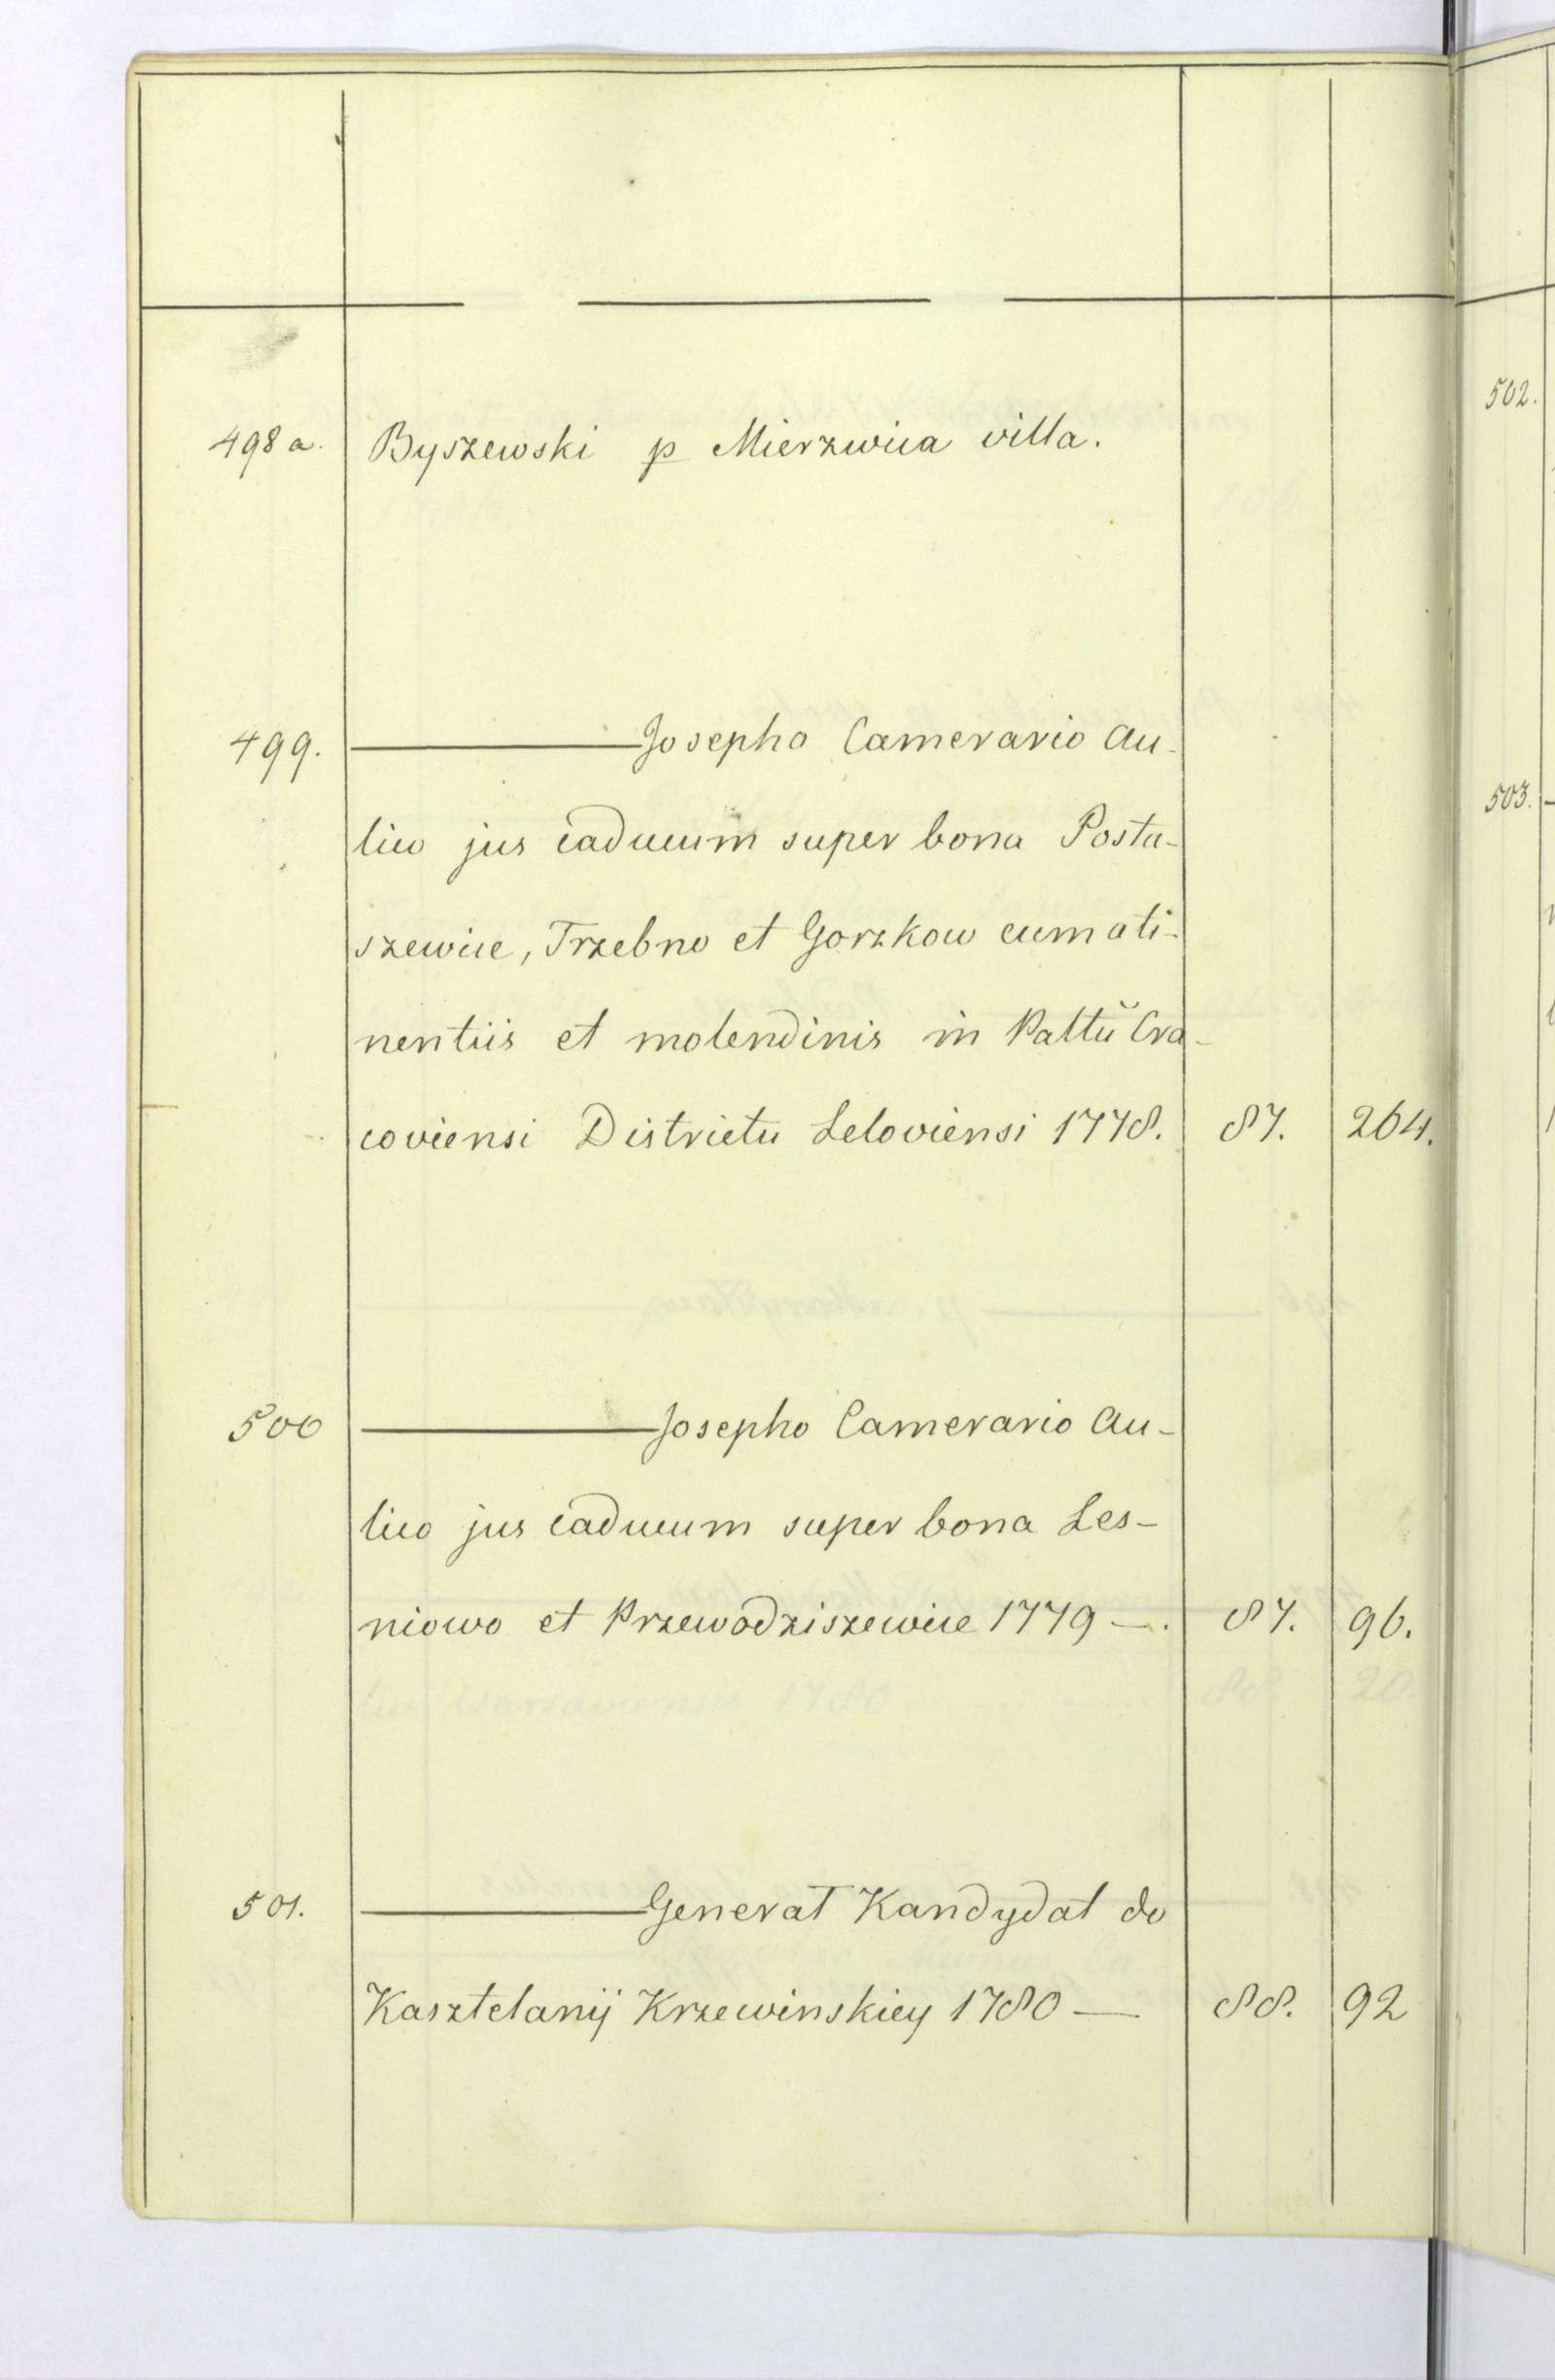 498 a. Byszewski p Mierzwica villa.
499. ———— Josepho Camerario Au-
lico jus caducum super bona Posta-
szewice, Trzebno et Gorzkow cum ati-
nentiis et molendinis in Pattŭ Cra-
coviensi Districtu Leloviensi 1778. 87. 264.
500 ———— Josepho Camerario Au-
lico jus caducum super bona Les-
niowo et Przewodziszewice 1779 —. 87. 96.
501. ———— Generał Kandydat do
Kasztelanij Krzewinskiey 1780 — 88. 92
502.
503.